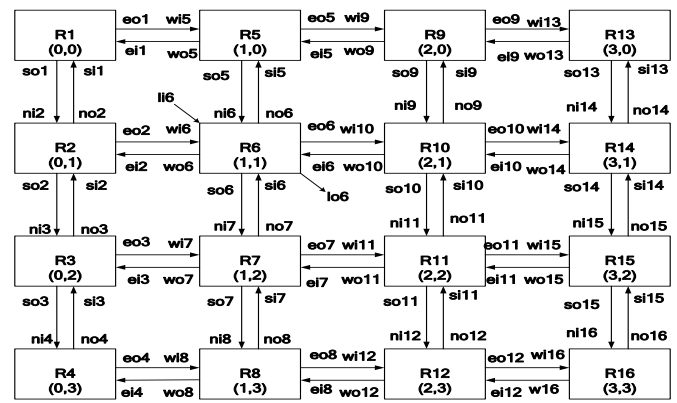 eo1 wi5 eo5 wi9 eo9 wi13
R1 R5 R9 R13
(0,0) (1,0) (2,0) (3,0)
ei1 wo5 ei5 wo9 ei9 wo13
so1 si1 so5 si5 so9 si9 so13 si13
li6
ni2 no2 ni6 no6 ni9 no9 ni14 no14
eo2 wi6 eo6 wi10 eo10 wi14
R2 R6 R10 R14
(0,1) (1,1) (2,1) (3,1)
ei2 wo6 ei6 wo10 ei10 wo14
so2 si2 so6 si6 lo6 so10 si10 so14 si14
ni3 no3 ni7 no7 ni11 no11 ni15 no15
eo3 wi7 eo7 wi11 eo11 wi15
R3 R7 R11 R15
(0,2) (1,2) (2,2) (3,2)
ei3 wo7 ei7 wo11 ei11 wo15
so3 si3 so7 si7 so11 si11 so15 si15
ni4 no4 ni8 no8 ni12 no12 ni16 no16
eo4 wi8 eo8 wi12 eo12 wi16
R4 R8 R12 R16
(0,3) (1,3) (2,3) (3,3)
ei4 wo8 ei8 wo12 ei12 w16